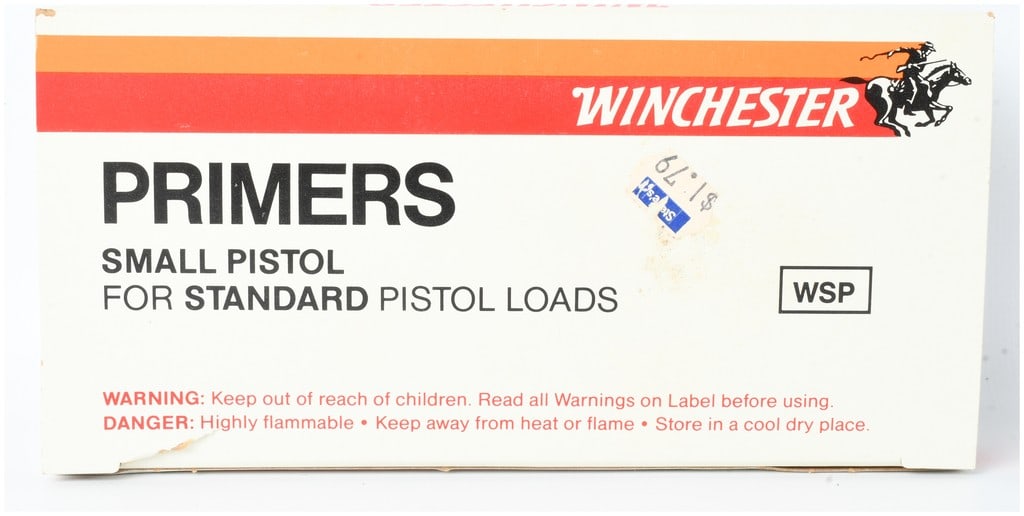 WINCHESTER
PRIMERS
$1.79
SMALL PISTOL
FOR STANDARD PISTOL LOADS
WSP
WARNING: Keep out of reach of children. Read all Warnings on Label before using.
DANGER: Highly flammable • Keep away from heat or flame • Store in a cool dry place.